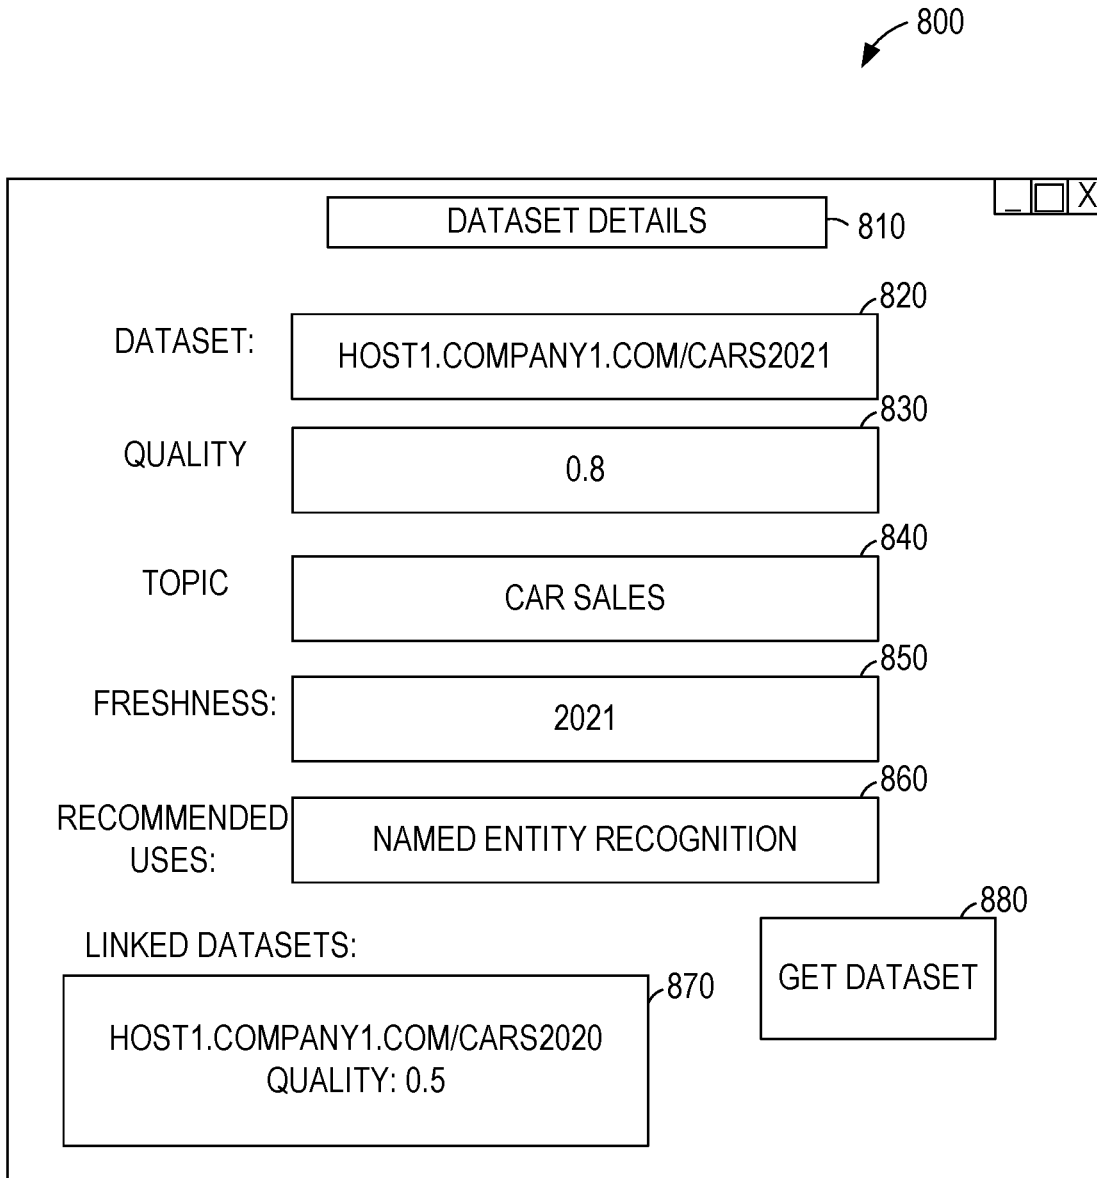 800
_ X
DATASET DETAILS
810
DATASET:
HOST1.COMPANY1.COM/CARS2021
820
QUALITY
0.8
830
TOPIC
CAR SALES
840
FRESHNESS:
2021
850
RECOMMENDED
USES:
NAMED ENTITY RECOGNITION
860
LINKED DATASETS:
HOST1.COMPANY1.COM/CARS2020
QUALITY: 0.5
870
GET DATASET
880